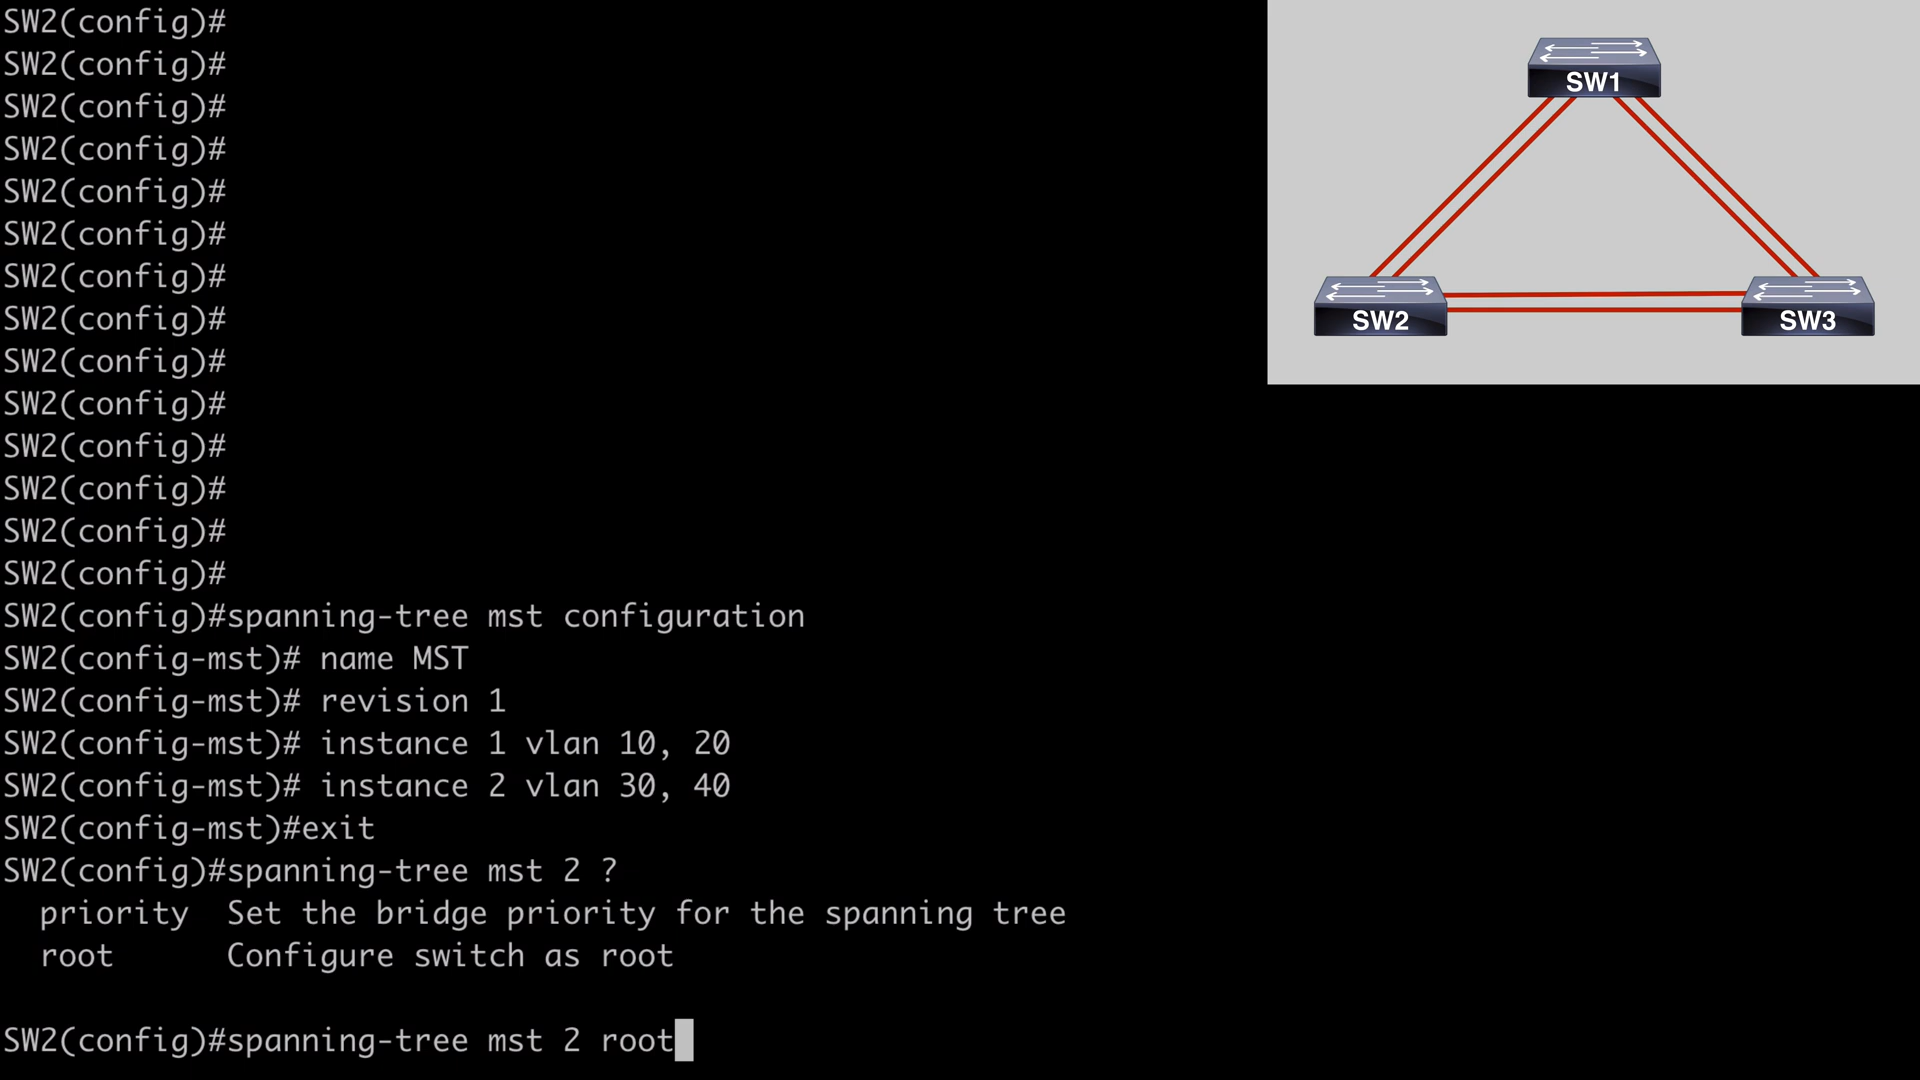 SW2(config)#
SW2(config)#
SW2(config)#
SW2(config)#
SW2(config)#
SW2(config)#
SW2(config)#
SW2(config)#
SW2(config)#
SW2(config)#
SW2(config)#
SW2(config)#
SW2(config)#
SW2(config)#
SW2(config)#spanning-tree mst configuration
SW2(config-mst)# name MST
SW2(config-mst)# revision 1
SW2(config-mst)# instance 1 vlan 10, 20
SW2(config-mst)# instance 2 vlan 30, 40
SW2(config-mst)#exit
SW2(config)#spanning-tree mst 2 ?
priority  Set the bridge priority for the spanning tree
root      Configure switch as root
SW2(config)#spanning-tree mst 2 root
SW1
SW2
SW3